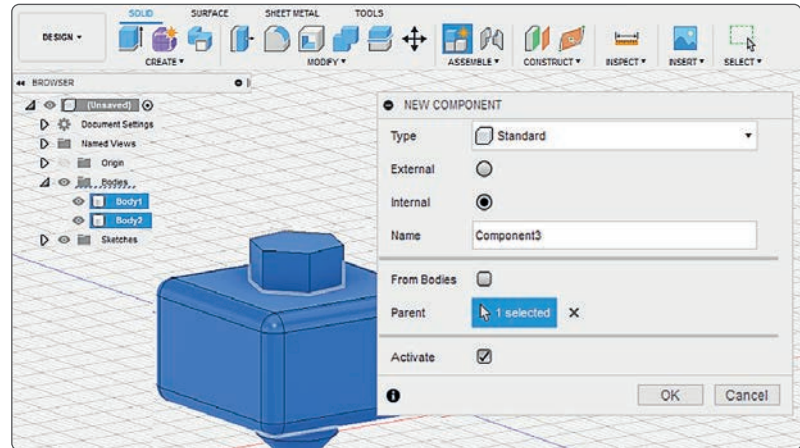 SOLID SURFACE SHEET METAL TOOLS
DESIGN ▾
CREATE ▾ MODIFY ▾ ASSEMBLE ▾ CONSTRUCT ▾ INSPECT ▾ INSERT ▾ SELECT ▾
BROWSER
(Unsaved)
Document Settings
Named Views
Origin
Bodies
Body1
Body2
Sketches
NEW COMPONENT
Type Standard
External
Internal
Name Component3
From Bodies
Parent 1 selected
Activate
OK Cancel